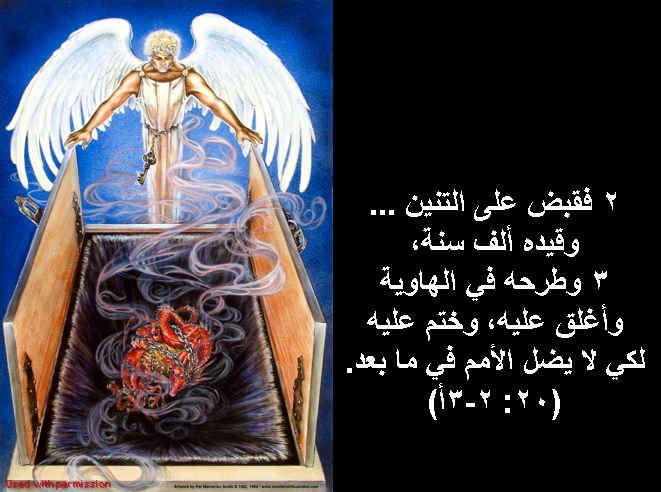 ٢ فقبض على التنين ...
وقيده ألف سنة،
٣ وطرحه في الهاوية
وأغلق عليه، وختم عليه
لكي لا يضل الأمم في ما بعد.
(٢٠: ٢-٣أ)
Used with permission
Artwork by Pat Marvenko Smith © 1982, 1992 - www.revelationillustrated.com